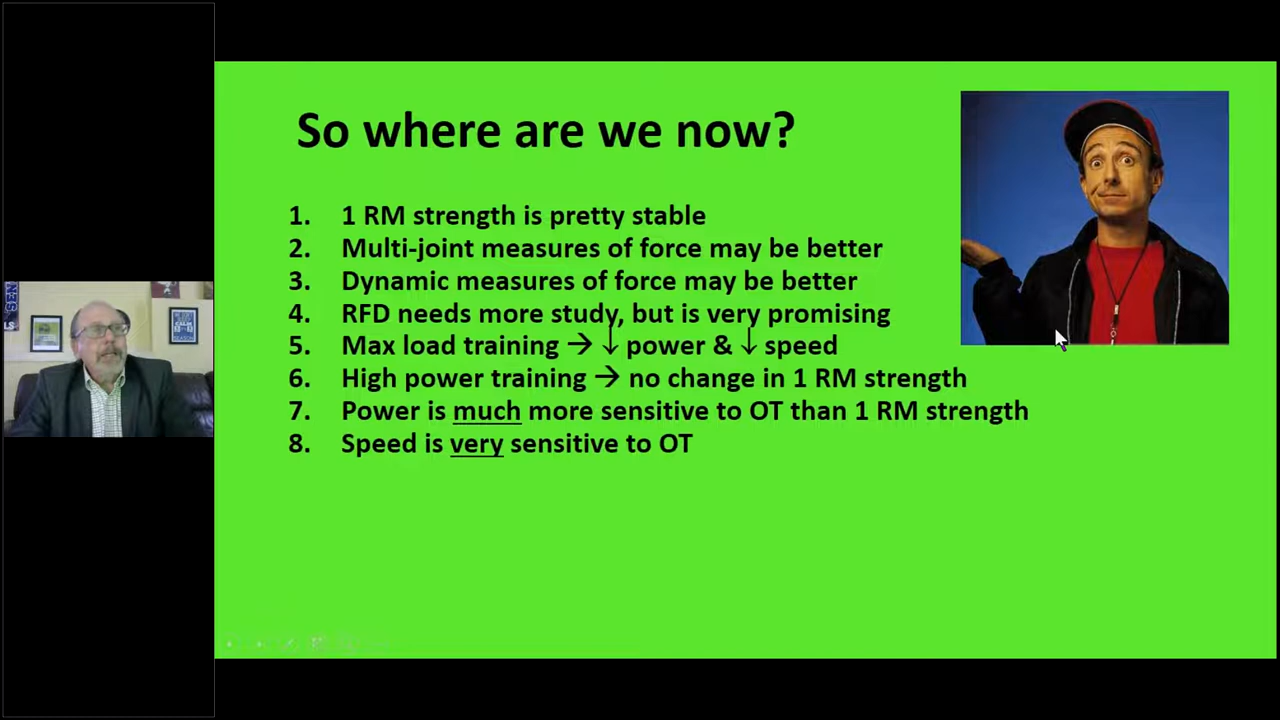 So where are we now?
1. 1 RM strength is pretty stable
2. Multi-joint measures of force may be better
3. Dynamic measures of force may be better
4. RFD needs more study, but is very promising
5. Max load training → ↓ power & ↓ speed
6. High power training → no change in 1 RM strength
7. Power is much more sensitive to OT than 1 RM strength
8. Speed is very sensitive to OT